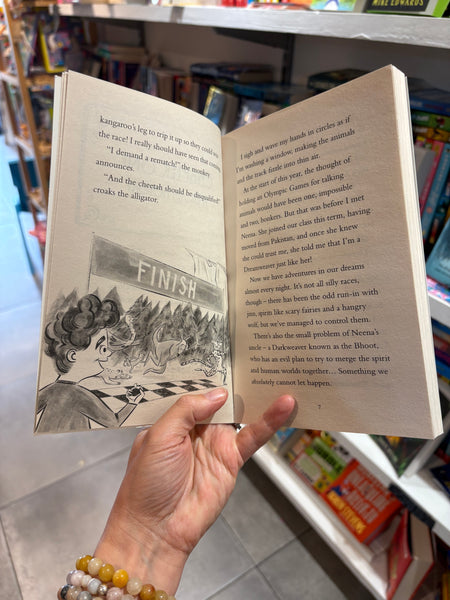 MIKE EDWARDS
kangaroo's leg to trip it up so they could win
the race! I really should have seen that coming.
"I demand a rematch!" the monkey
announces.
"And the cheetah should be disqualified!"
croaks the alligator.
FINISH
I sigh and wave my hands in circles as if
I'm washing a window, making the animals
and the track fizzle into thin air.
At the start of this year, the thought of
holding an Olympic Games for talking
animals would have been one, impossible
and two, bonkers. But that was before I met
Neena. She joined our class this term, having
moved from Pakistan, and once she knew
she could trust me, she told me that I'm a
Dreamweaver just like her!
Now we have adventures in our dreams
almost every night. It's not all silly races,
though – there has been the odd run-in with
jinn, spirits like scary fairies and a hangry
wolf, but we've managed to control them.
There's also the small problem of Neena's
uncle – a Darkweaver known as the Bhoot,
who has an evil plan to try to merge the spirit
and human worlds together... Something we
absolutely cannot let happen.
7